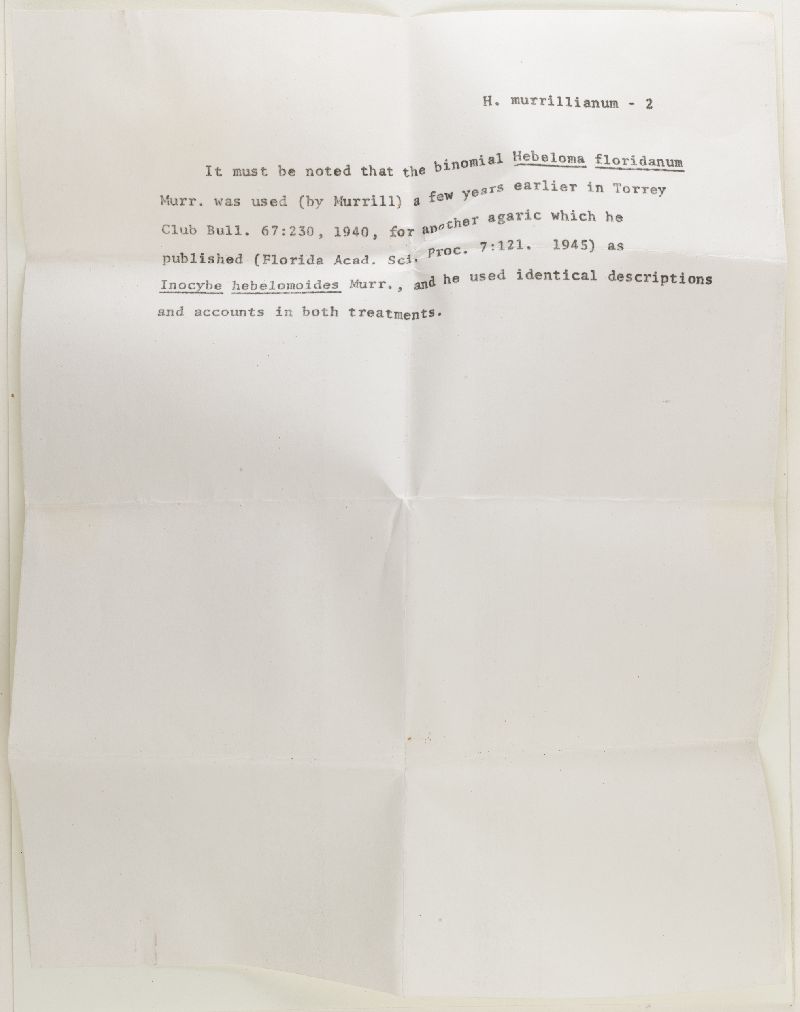 H. murrillianum - 2
It must be noted that the binomial Hebeloma floridanum
Murr. was used (by Murrill) a few years earlier in Torrey
Club Bull. 67:230, 1940, for another agaric which he
published (Florida Acad. Sci. Proc. 7:121. 1945) as
Inocybe hebelomoides Murr., and he used identical descriptions
and accounts in both treatments.